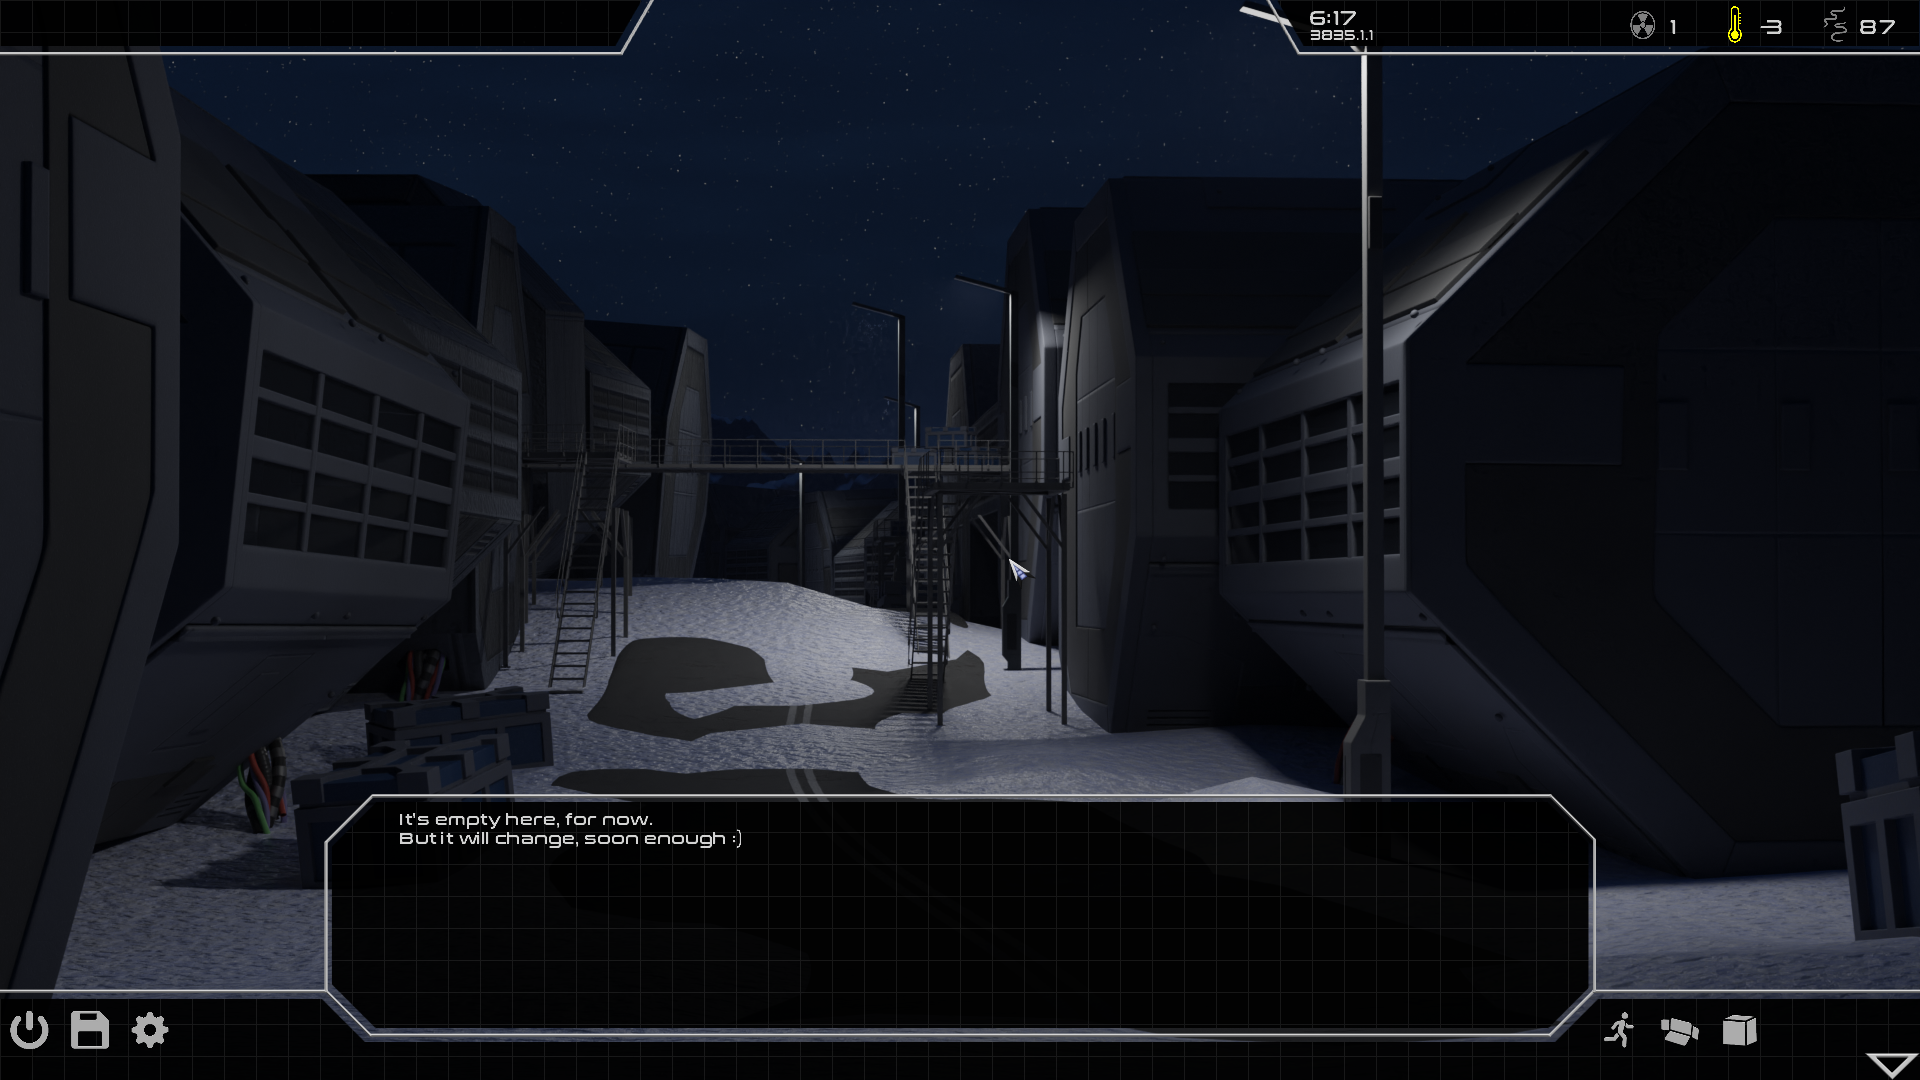 6:17
3835.1.1
1
-3
87
It's empty here, for now.
But it will change, soon enough :)